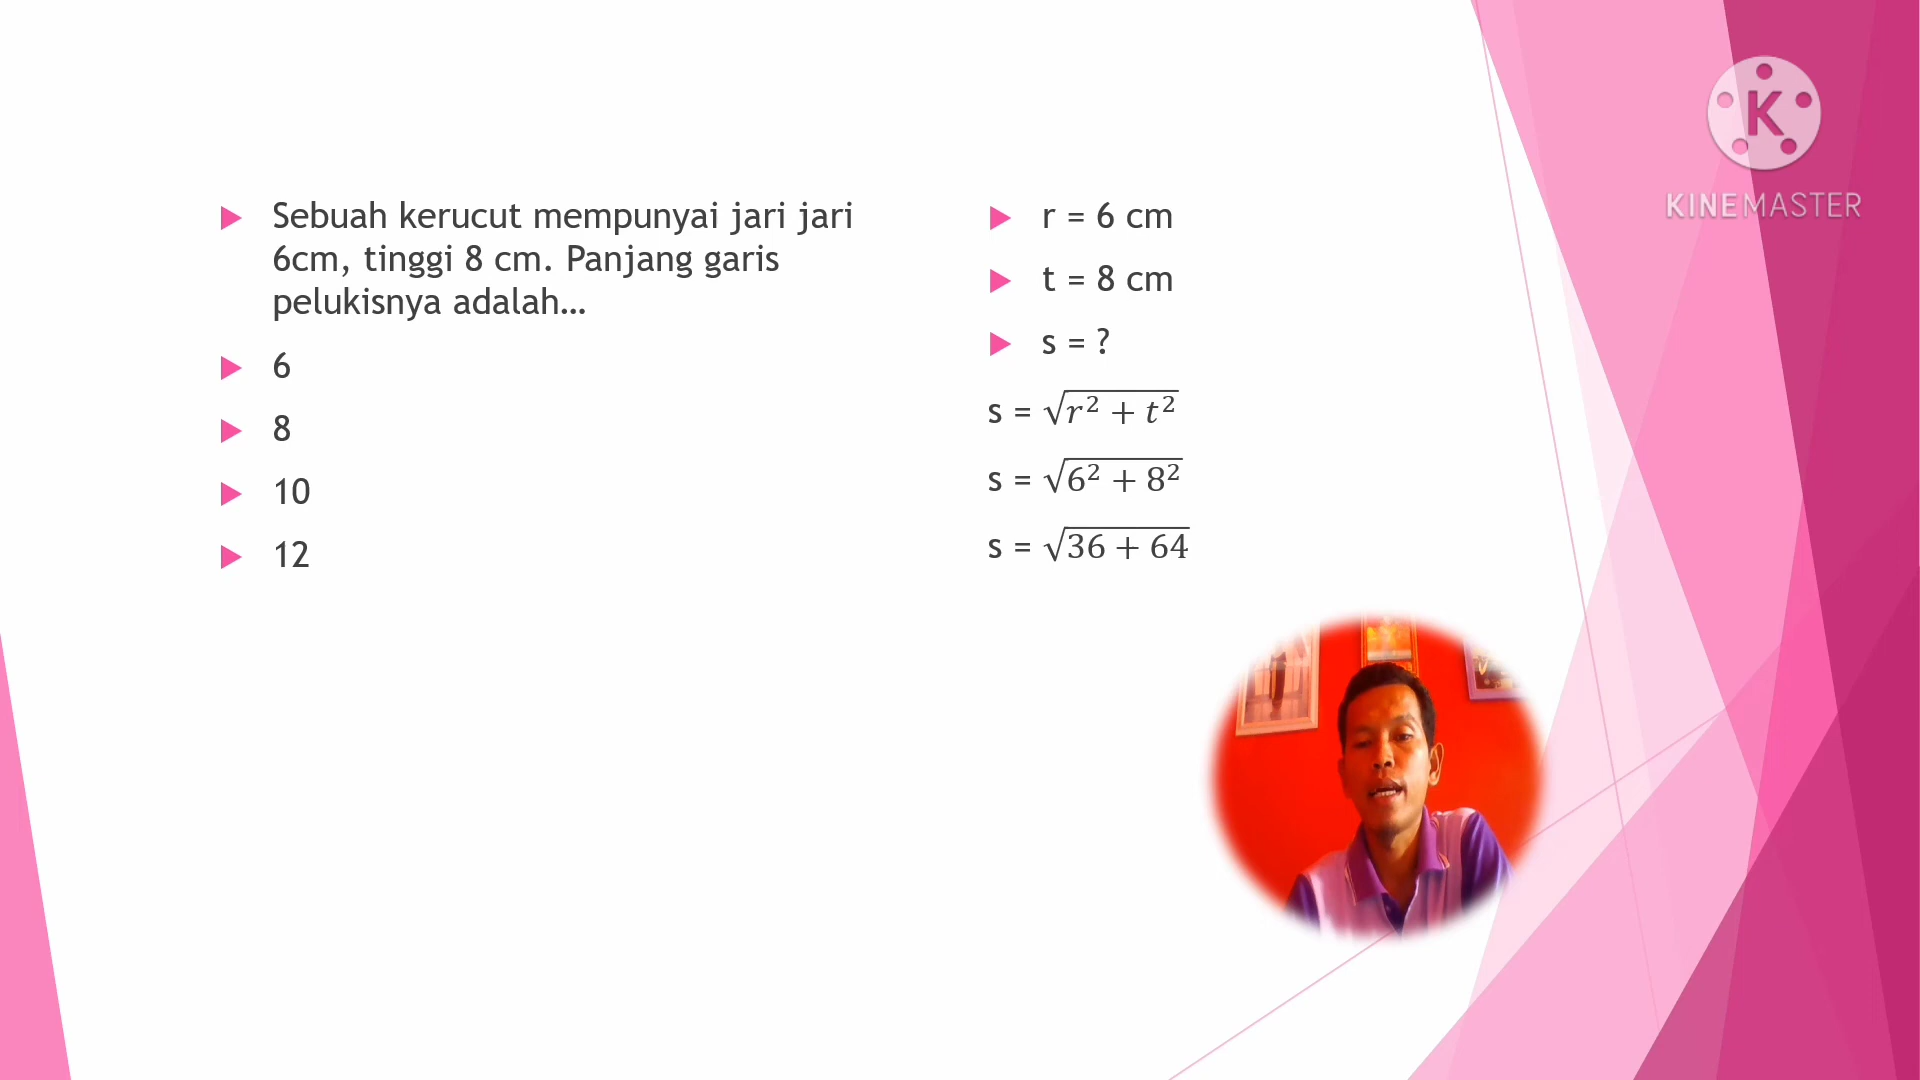 Sebuah kerucut mempunyai jari jari
6cm, tinggi 8 cm. Panjang garis
pelukisnya adalah…
6
8
10
12
r = 6 cm
t = 8 cm
s = ?
s = √(r² + t²)
s = √(6² + 8²)
s = √(36 + 64)
K
KINEMASTER